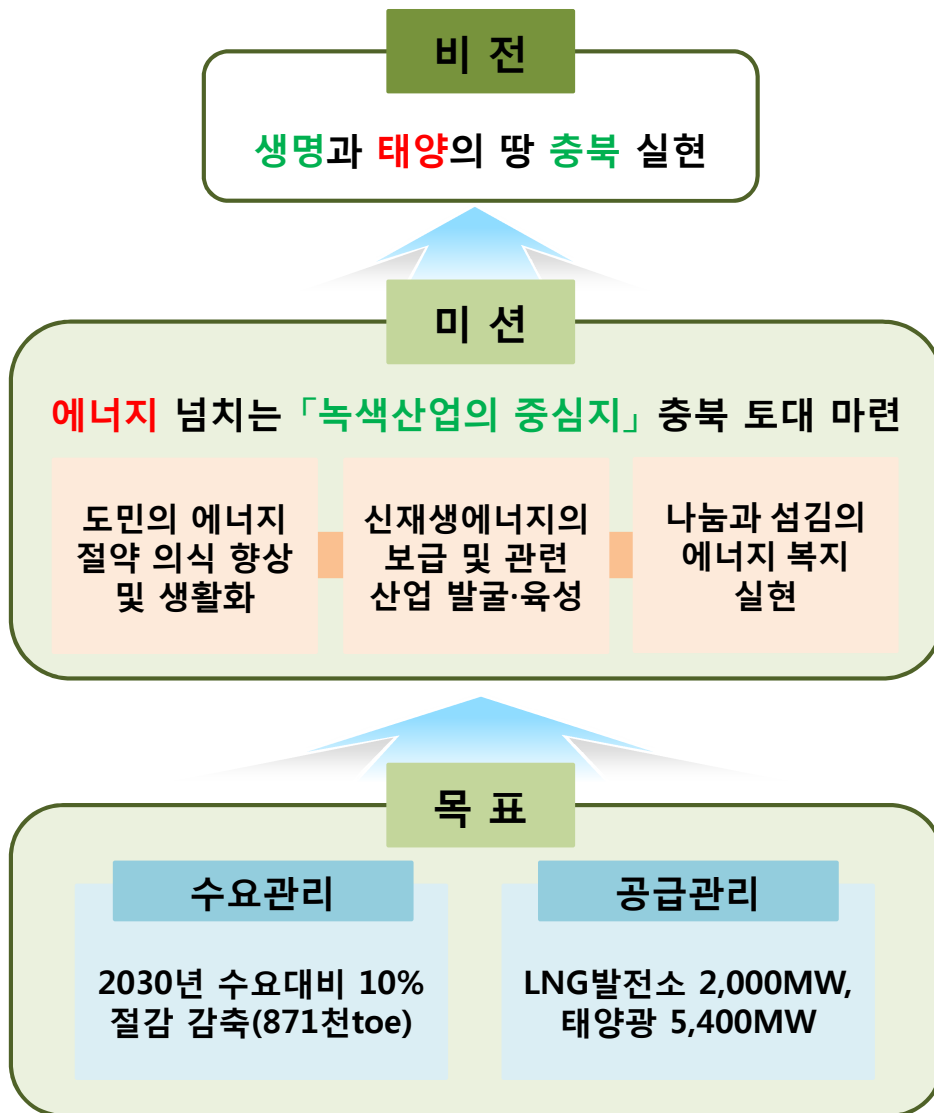 비 전
생명과 태양의 땅 충북 실현
미 션
에너지 넘치는 「녹색산업의 중심지」 충북 토대 마련
도민의 에너지
절약 의식 향상
및 생활화
신재생에너지의
보급 및 관련
산업 발굴·육성
나눔과 섬김의
에너지 복지
실현
목 표
수요관리
2030년 수요대비 10%
절감 감축(871천toe)
공급관리
LNG발전소 2,000MW,
태양광 5,400MW